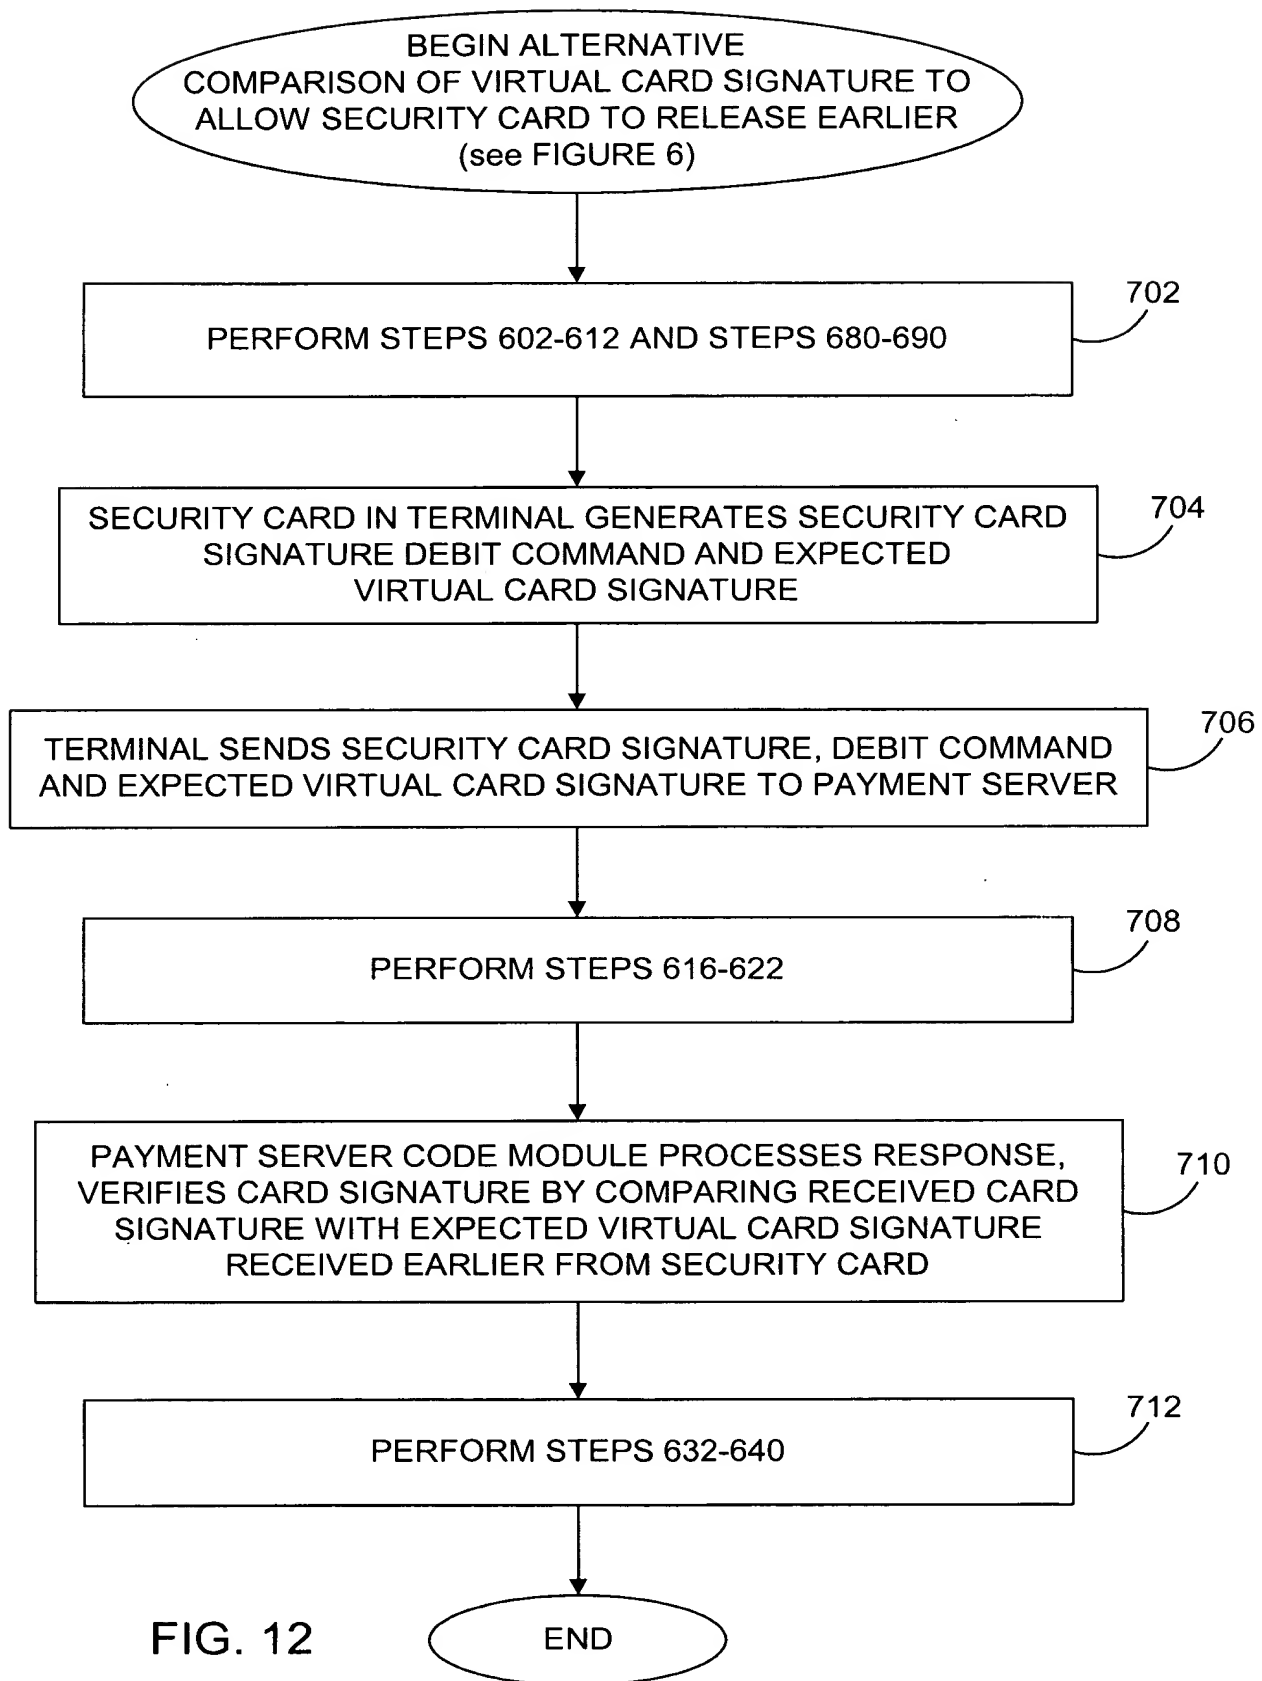 BEGIN ALTERNATIVE
COMPARISON OF VIRTUAL CARD SIGNATURE TO
ALLOW SECURITY CARD TO RELEASE EARLIER
(see FIGURE 6)
702
PERFORM STEPS 602-612 AND STEPS 680-690
704
SECURITY CARD IN TERMINAL GENERATES SECURITY CARD
SIGNATURE DEBIT COMMAND AND EXPECTED
VIRTUAL CARD SIGNATURE
706
TERMINAL SENDS SECURITY CARD SIGNATURE, DEBIT COMMAND
AND EXPECTED VIRTUAL CARD SIGNATURE TO PAYMENT SERVER
708
PERFORM STEPS 616-622
710
PAYMENT SERVER CODE MODULE PROCESSES RESPONSE,
VERIFIES CARD SIGNATURE BY COMPARING RECEIVED CARD
SIGNATURE WITH EXPECTED VIRTUAL CARD SIGNATURE
RECEIVED EARLIER FROM SECURITY CARD
712
PERFORM STEPS 632-640
FIG. 12
END